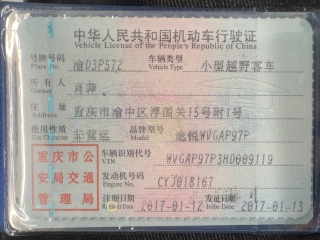 中华人民共和国机动车行驶证
Vehicle License of the People's Republic of China
号牌号码 渝D3P572 车辆类型 小型越野客车
Plate No. Vehicle Type
所有人 肖萍
Owner
住址 重庆市渝中区浮图关15号附1号
Address
使用性质 非营运 品牌型号 途锐WVGAP97P
Use Character Model
重庆市公安局交通管理局
车辆识别代号 WVGAP97P3HD009119
VIN
发动机号码 CYJ018167
Engine No.
注册日期 2017-01-12 发证日期 2017-01-13
Register Date Issue Date